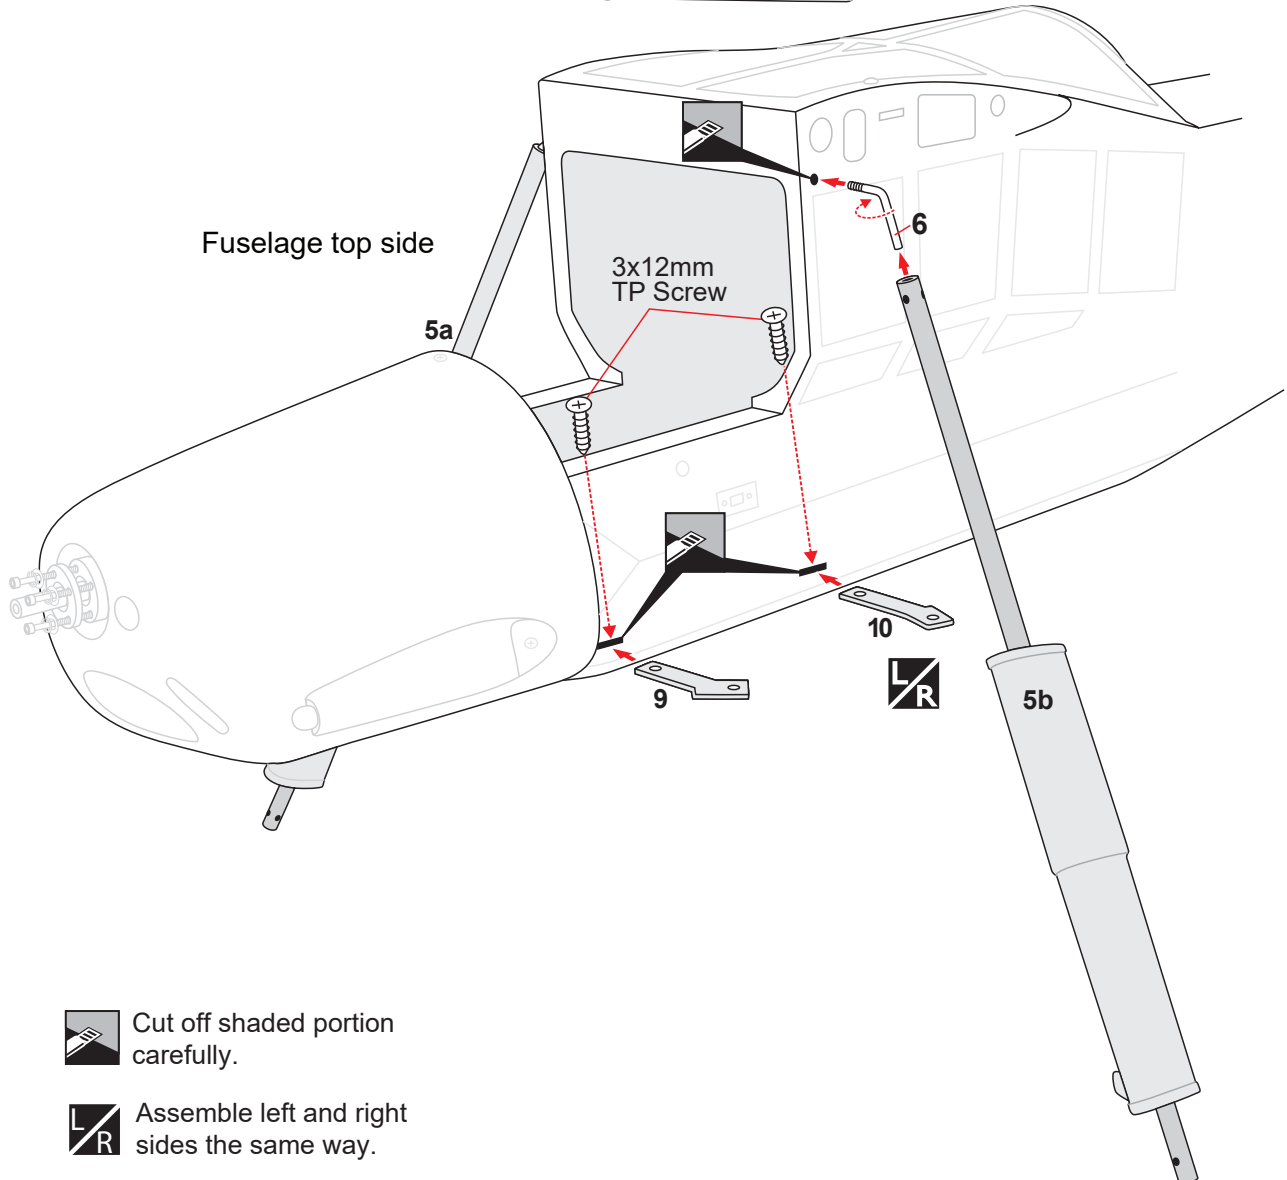 Fuselage top side
3x12mm
TP Screw
5a
6
10
L/R
9
5b
Cut off shaded portion
carefully.
L/R
Assemble left and right
sides the same way.